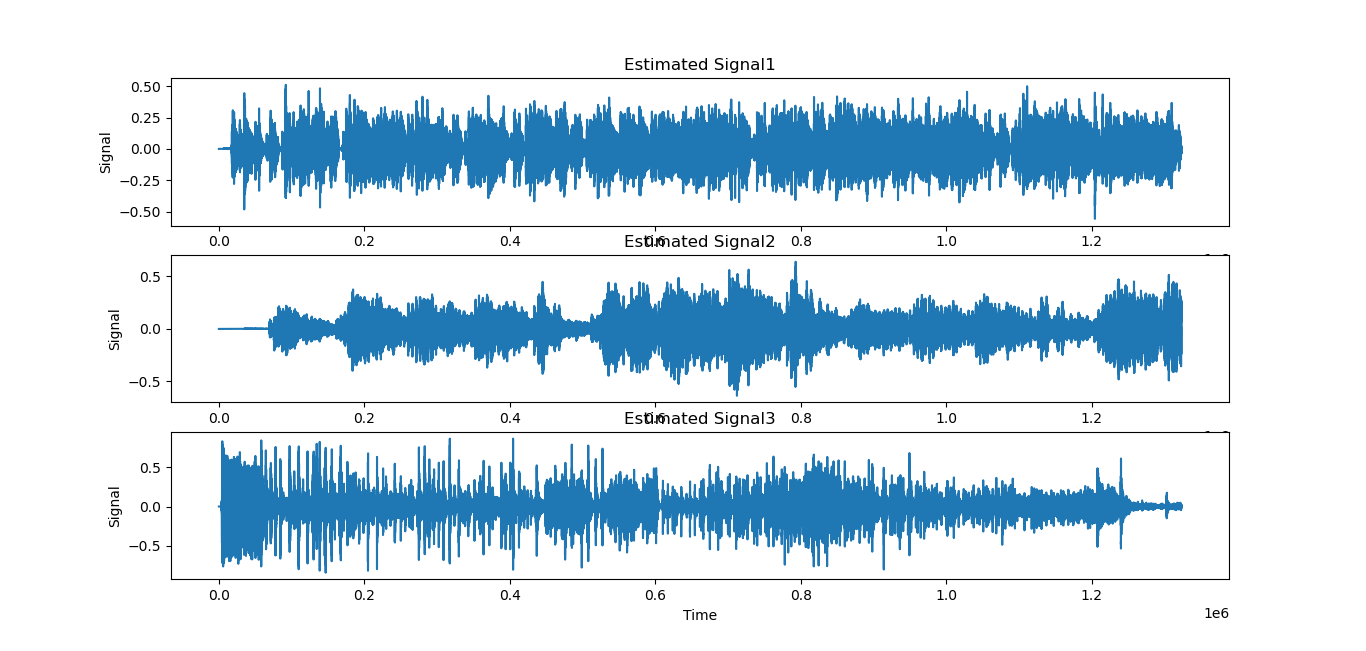 Estimated Signal1
0.50
0.25
0.00
−0.25
−0.50
Signal
0.0 0.2 0.4 0.6 0.8 1.0 1.2
Estimated Signal2
0.5
0.0
−0.5
Signal
0.0 0.2 0.4 0.6 0.8 1.0 1.2
Estimated Signal3
0.5
0.0
−0.5
Signal
0.0 0.2 0.4 0.6 0.8 1.0 1.2
Time
1e6